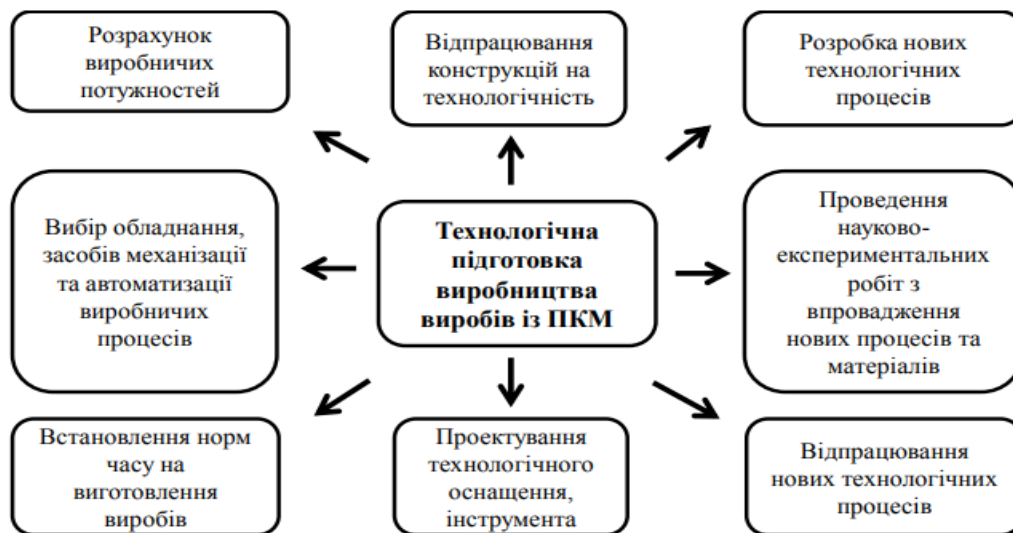 Розрахунок
виробничих
потужностей
Відпрацювання
конструкцій на
технологічність
Розробка нових
технологічних
процесів
Вибір обладнання,
засобів механізації
та автоматизації
виробничих
процесів
Технологічна
підготовка
виробництва
виробів із ПКМ
Проведення
науково-
експериментальних
робіт з
впровадження
нових процесів та
матеріалів
Встановлення норм
часу на
виготовлення
виробів
Проектування
технологічного
оснащення,
інструмента
Відпрацювання
нових технологічних
процесів